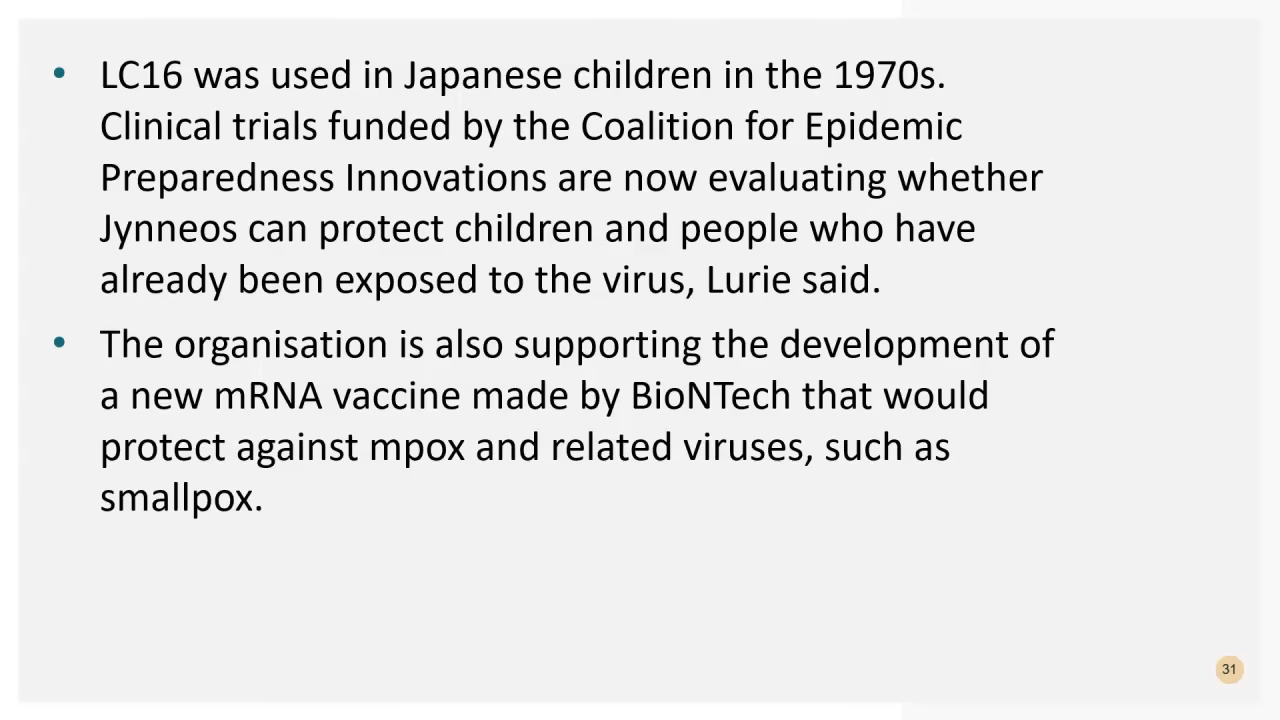 • LC16 was used in Japanese children in the 1970s.
Clinical trials funded by the Coalition for Epidemic
Preparedness Innovations are now evaluating whether
Jynneos can protect children and people who have
already been exposed to the virus, Lurie said.
• The organisation is also supporting the development of
a new mRNA vaccine made by BioNTech that would
protect against mpox and related viruses, such as
smallpox.
31